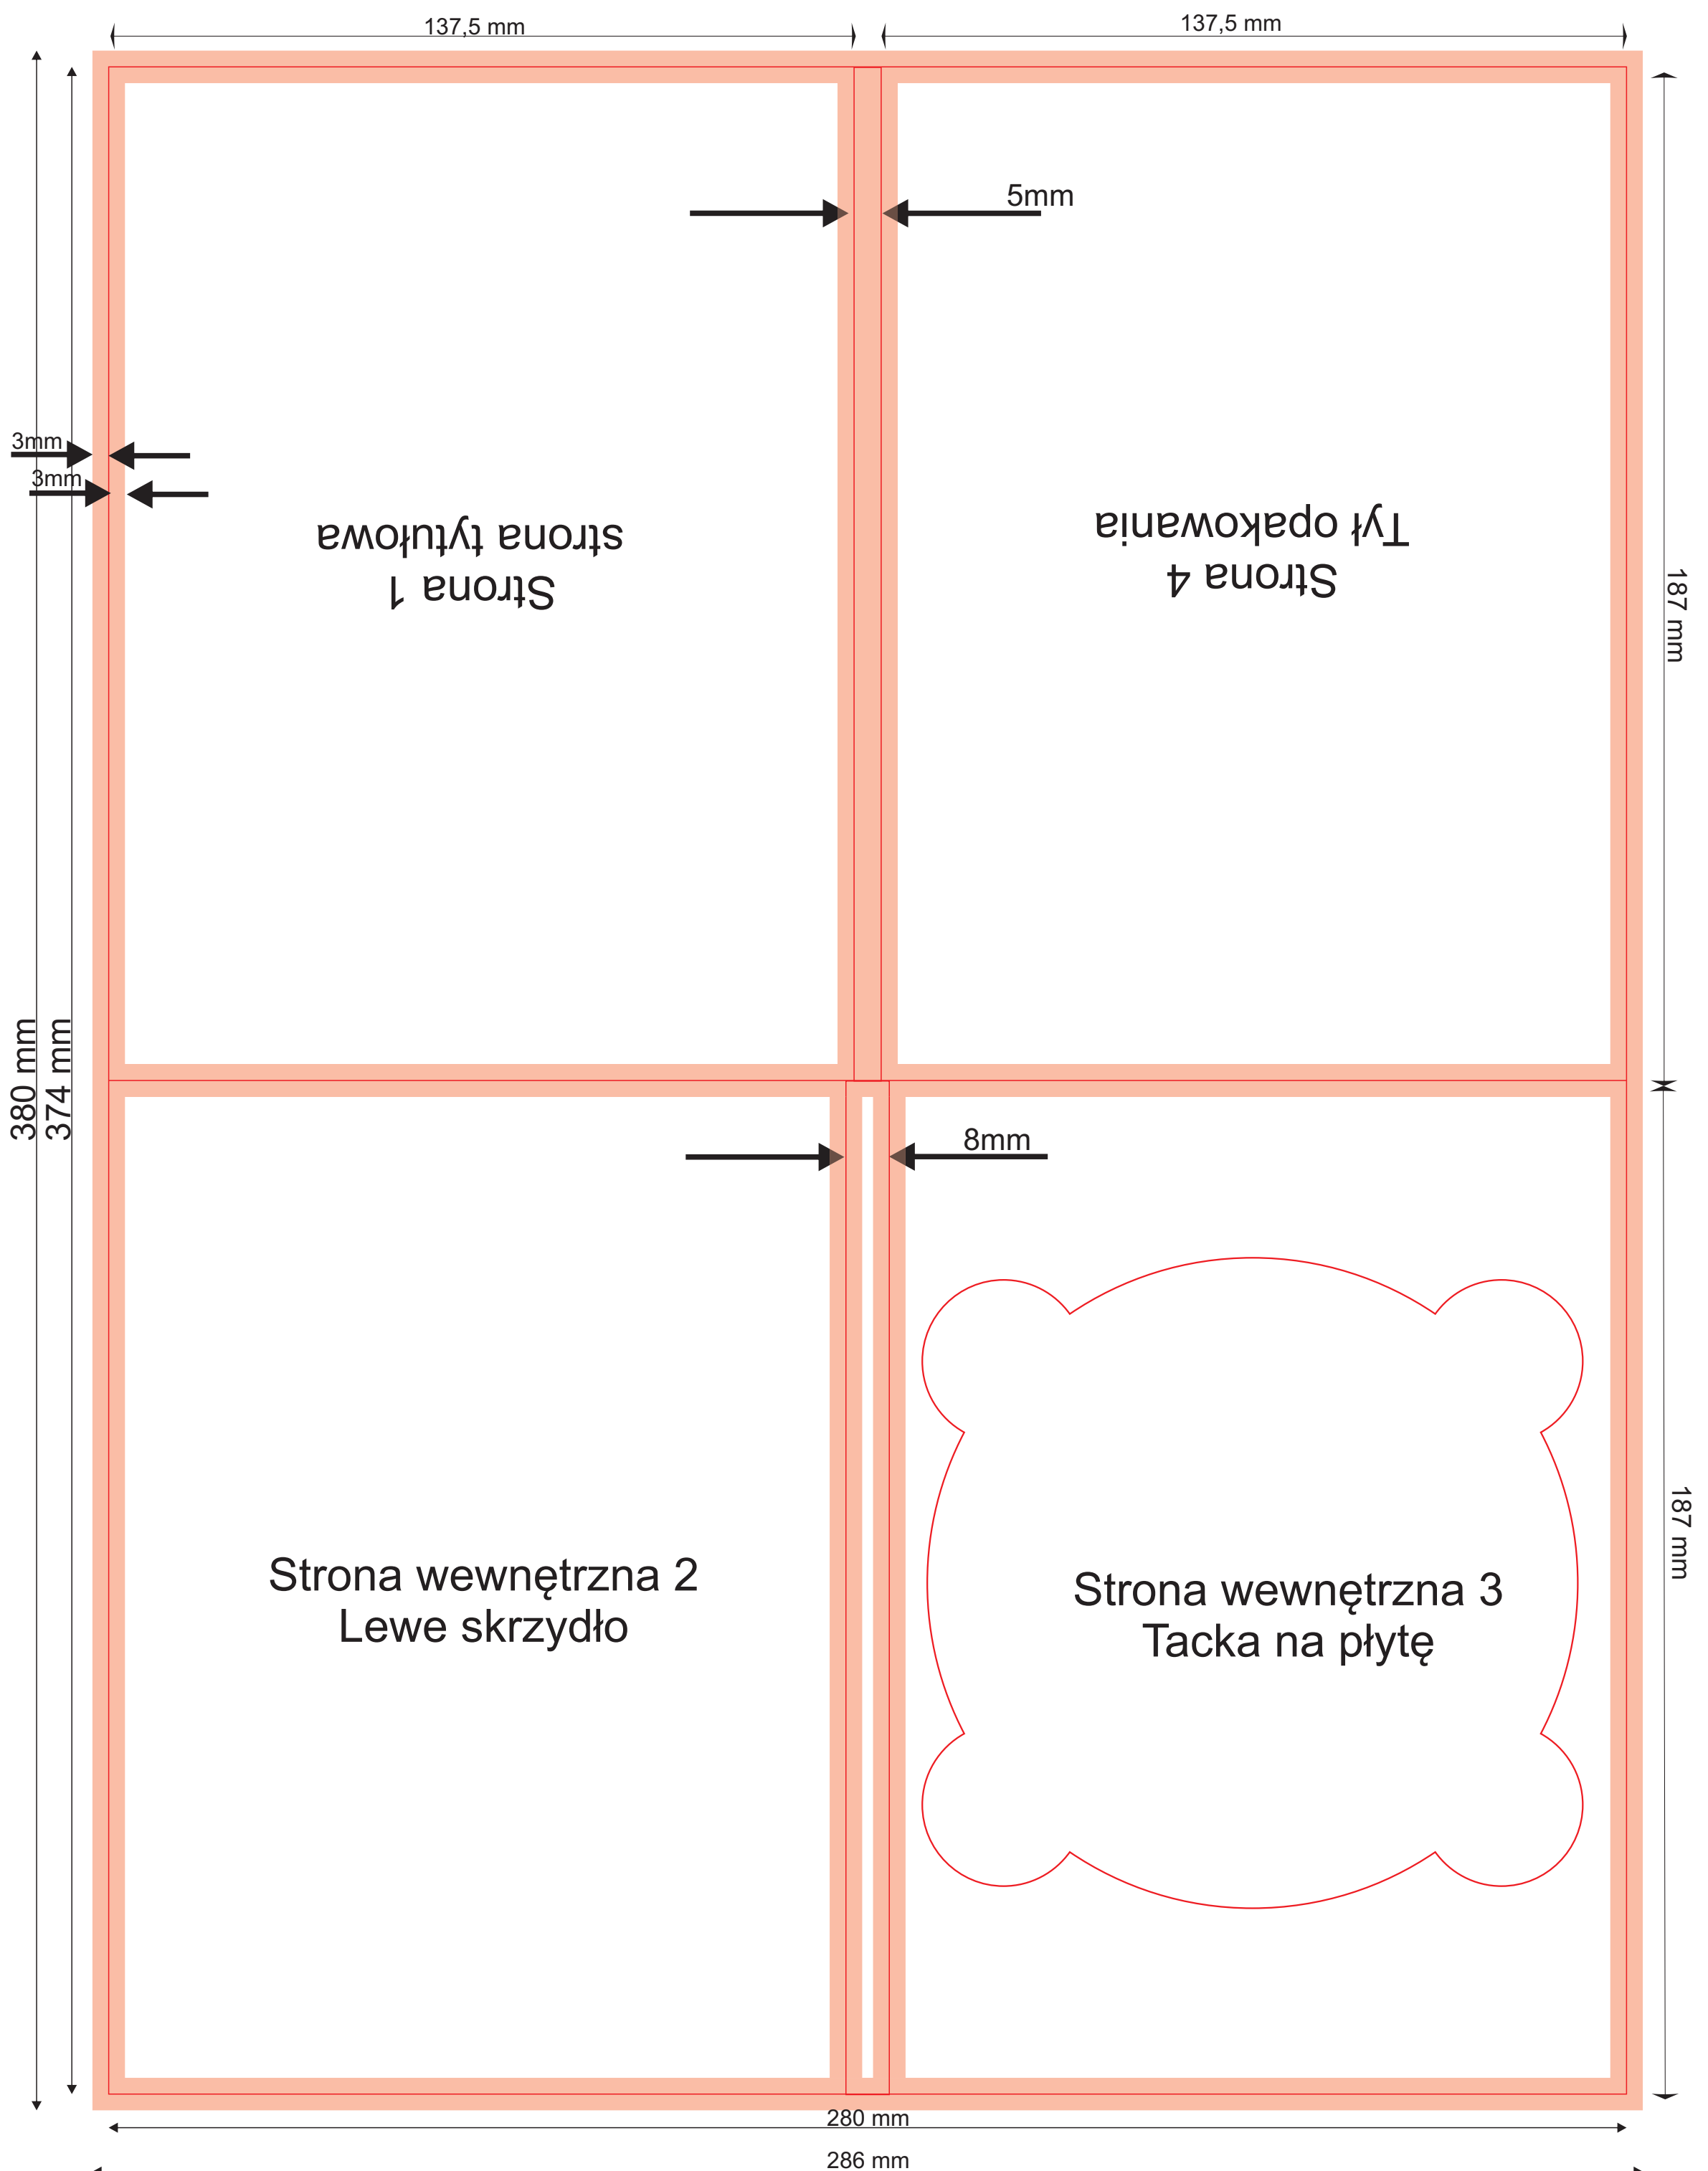 137,5 mm
137,5 mm
5mm
3mm
3mm
Strona 1
strona tytułowa
Strona 4
Tył opakowania
187 mm
380 mm
374 mm
8mm
Strona wewnętrzna 2
Lewe skrzydło
Strona wewnętrzna 3
Tacka na płytę
187 mm
280 mm
286 mm